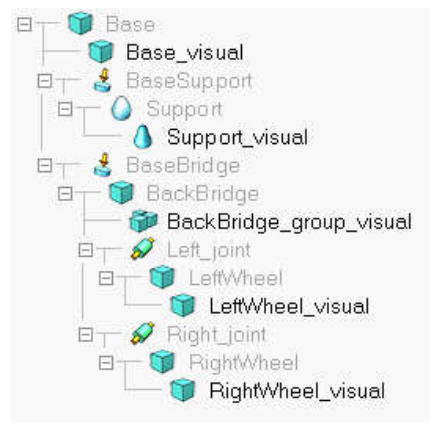 Base
Base_visual
BaseSupport
Support
Support_visual
BaseBridge
BackBridge
BackBridge_group_visual
Left_joint
LeftWheel
LeftWheel_visual
Right_joint
RightWheel
RightWheel_visual